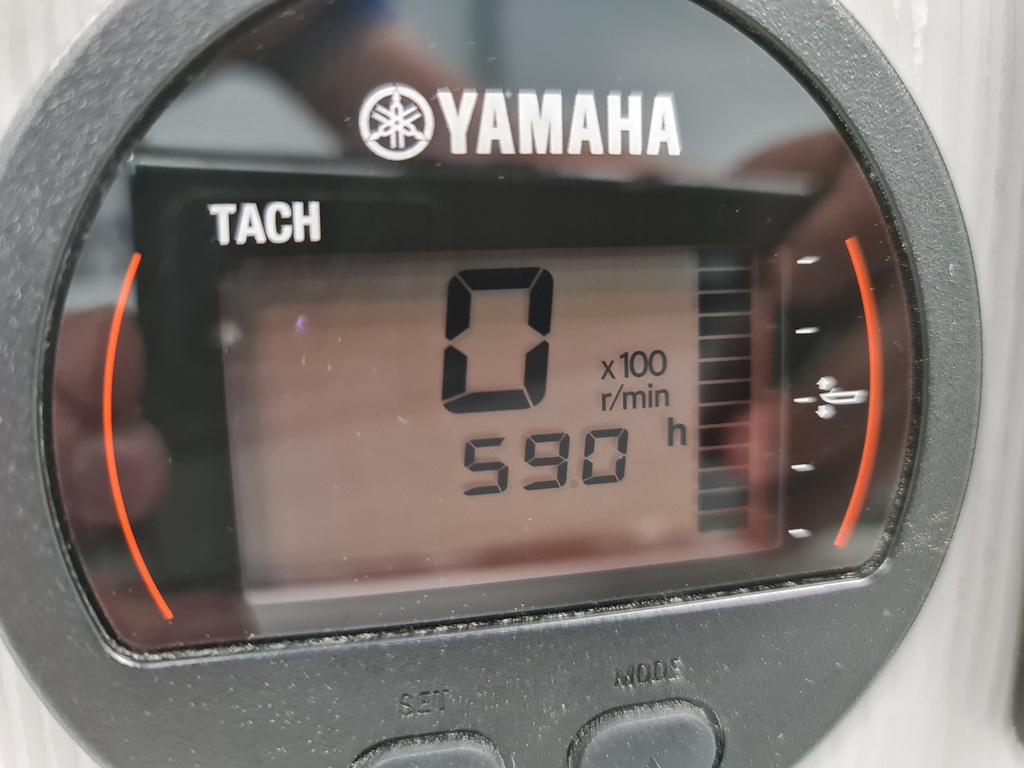 YAMAHA
TACH
0
x100
r/min
590 h
SET
MODE